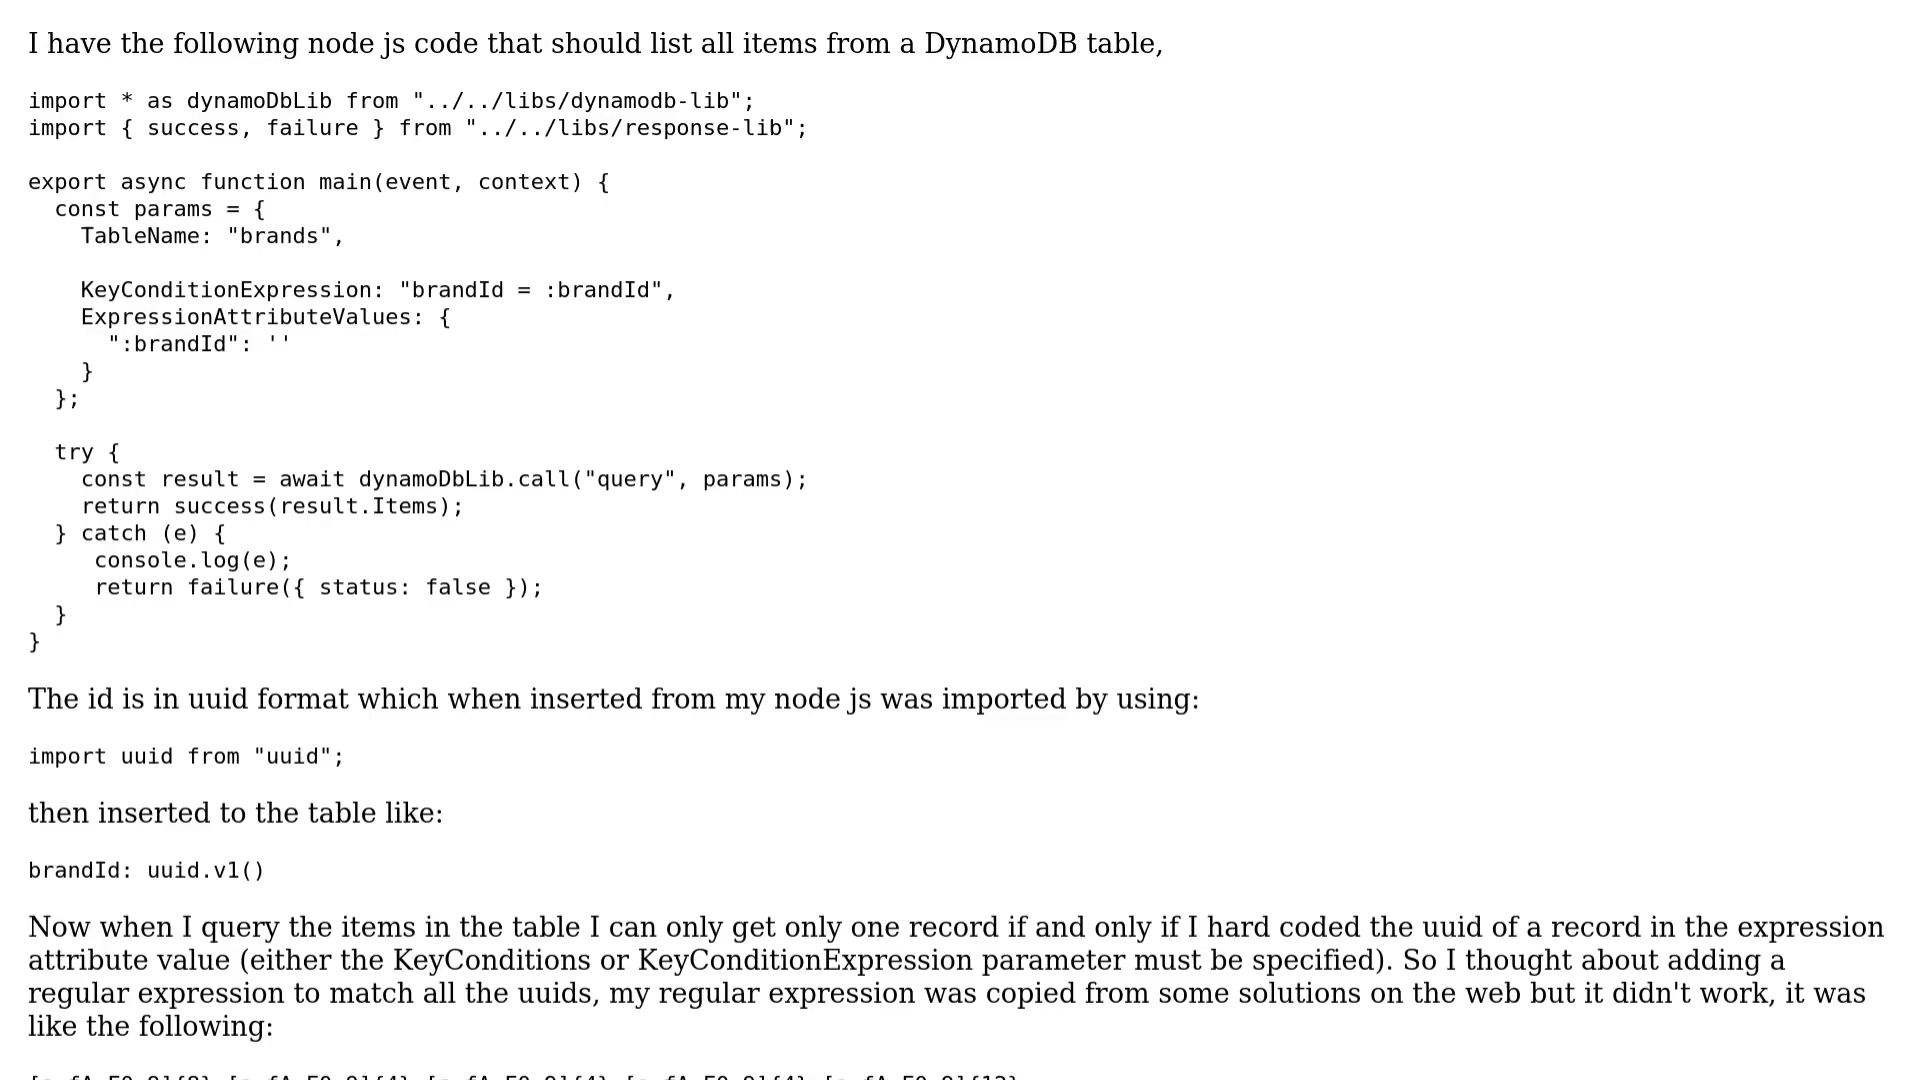 I have the following node js code that should list all items from a DynamoDB table,
import * as dynamoDbLib from "../../libs/dynamodb-lib";
import { success, failure } from "../../libs/response-lib";
export async function main(event, context) {
  const params = {
    TableName: "brands",
    KeyConditionExpression: "brandId = :brandId",
    ExpressionAttributeValues: {
      ":brandId": ''
    }
  };
  try {
    const result = await dynamoDbLib.call("query", params);
    return success(result.Items);
  } catch (e) {
     console.log(e);
     return failure({ status: false });
  }
}
The id is in uuid format which when inserted from my node js was imported by using:
import uuid from "uuid";
then inserted to the table like:
brandId: uuid.v1()
Now when I query the items in the table I can only get only one record if and only if I hard coded the uuid of a record in the expression
attribute value (either the KeyConditions or KeyConditionExpression parameter must be specified). So I thought about adding a
regular expression to match all the uuids, my regular expression was copied from some solutions on the web but it didn't work, it was
like the following: